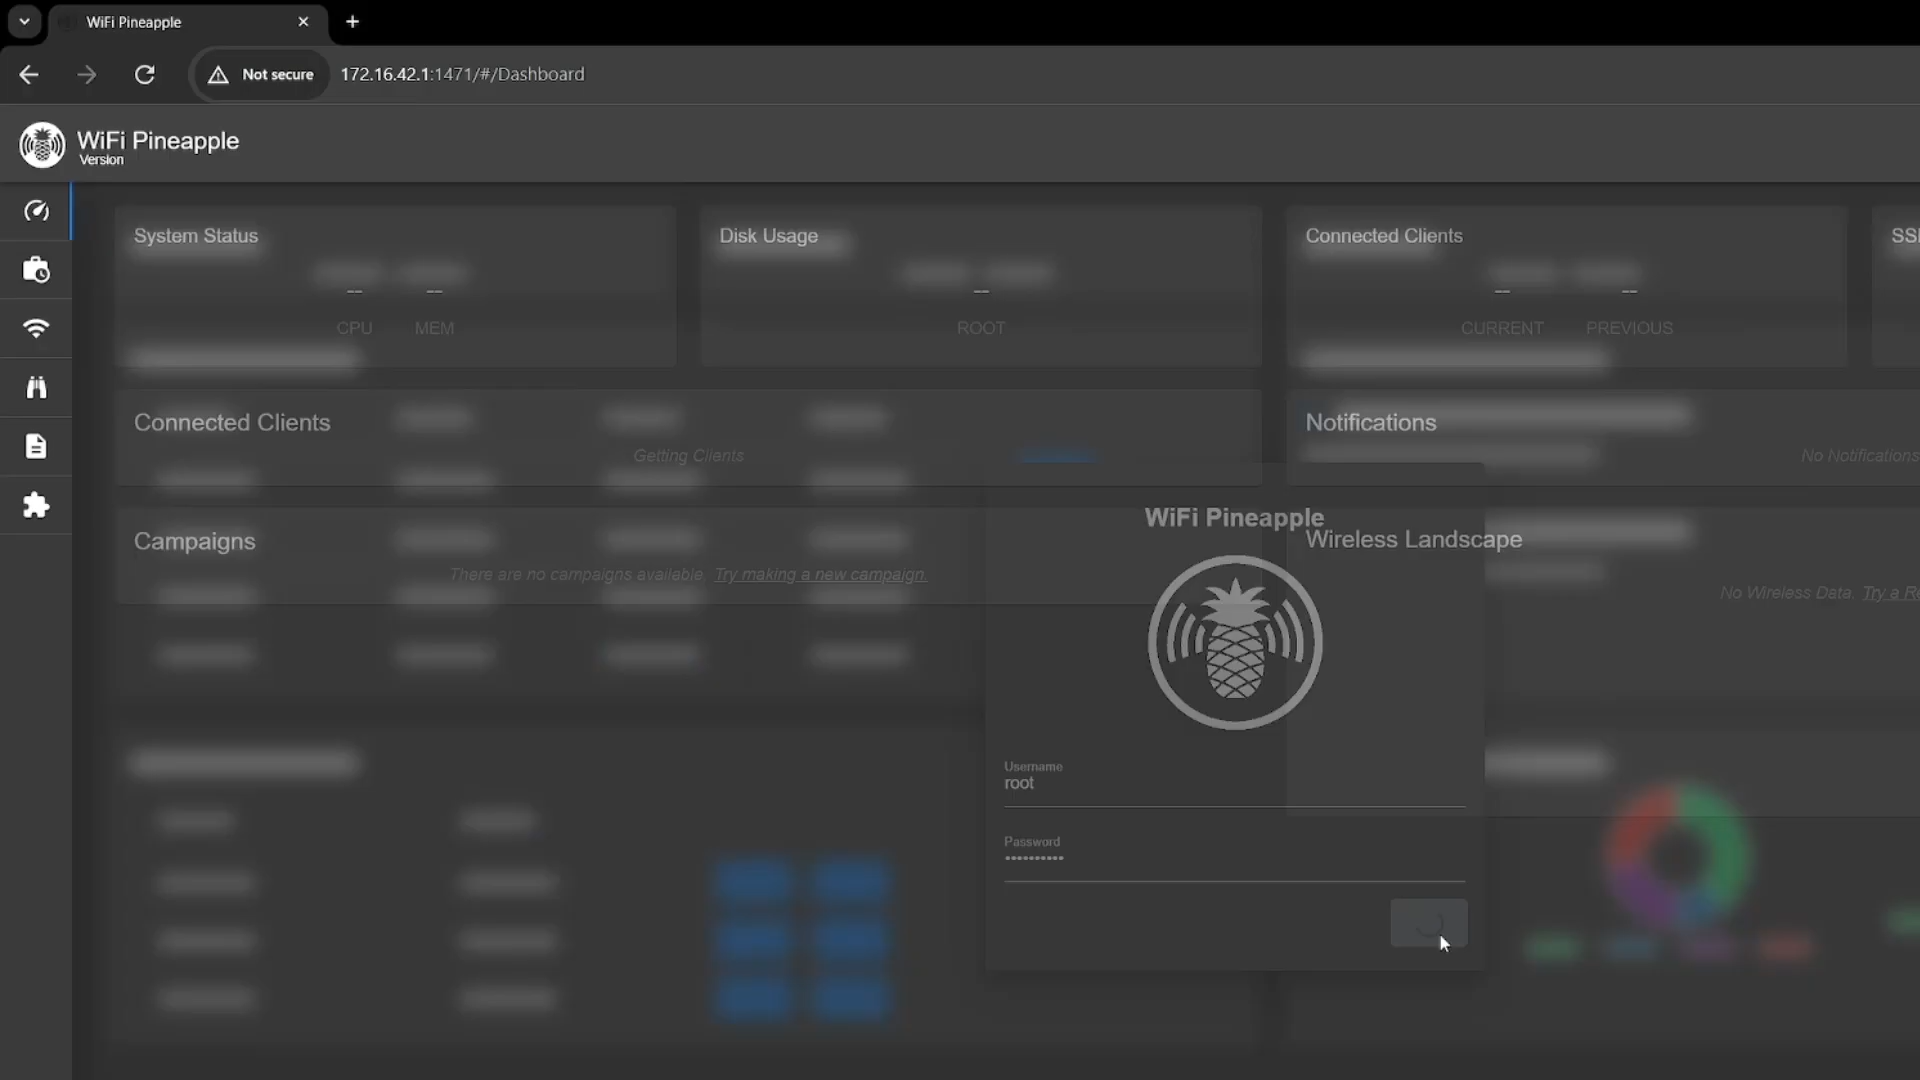 WiFi Pineapple
Not secure
172.16.42.1:1471/#/Dashboard
WiFi Pineapple
Version
System Status
Disk Usage
Connected Clients
--
--
--
--
--
CPU
MEM
ROOT
CURRENT
PREVIOUS
Connected Clients
Notifications
Getting Clients
No Notifications
WiFi Pineapple
Campaigns
Wireless Landscape
There are no campaigns available. Try making a new campaign.
No Wireless Data. Try a
Username
root
Password
••••••••••